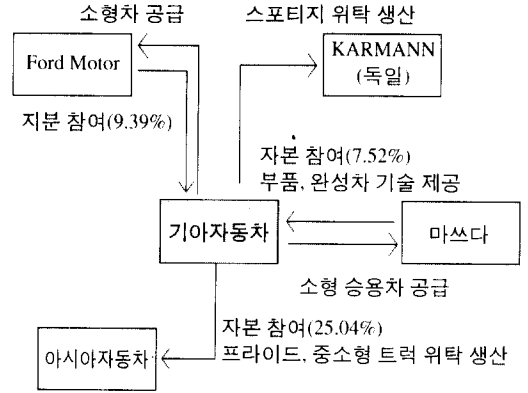 소형차 공급
스포티지 위탁 생산
Ford Motor
KARMANN
(독일)
지분 참여(9.39%)
자본 참여(7.52%)
부품, 완성차 기술 제공
기아자동차
마쓰다
소형 승용차 공급
자본 참여(25.04%)
프라이드, 중소형 트럭 위탁 생산
아시아자동차